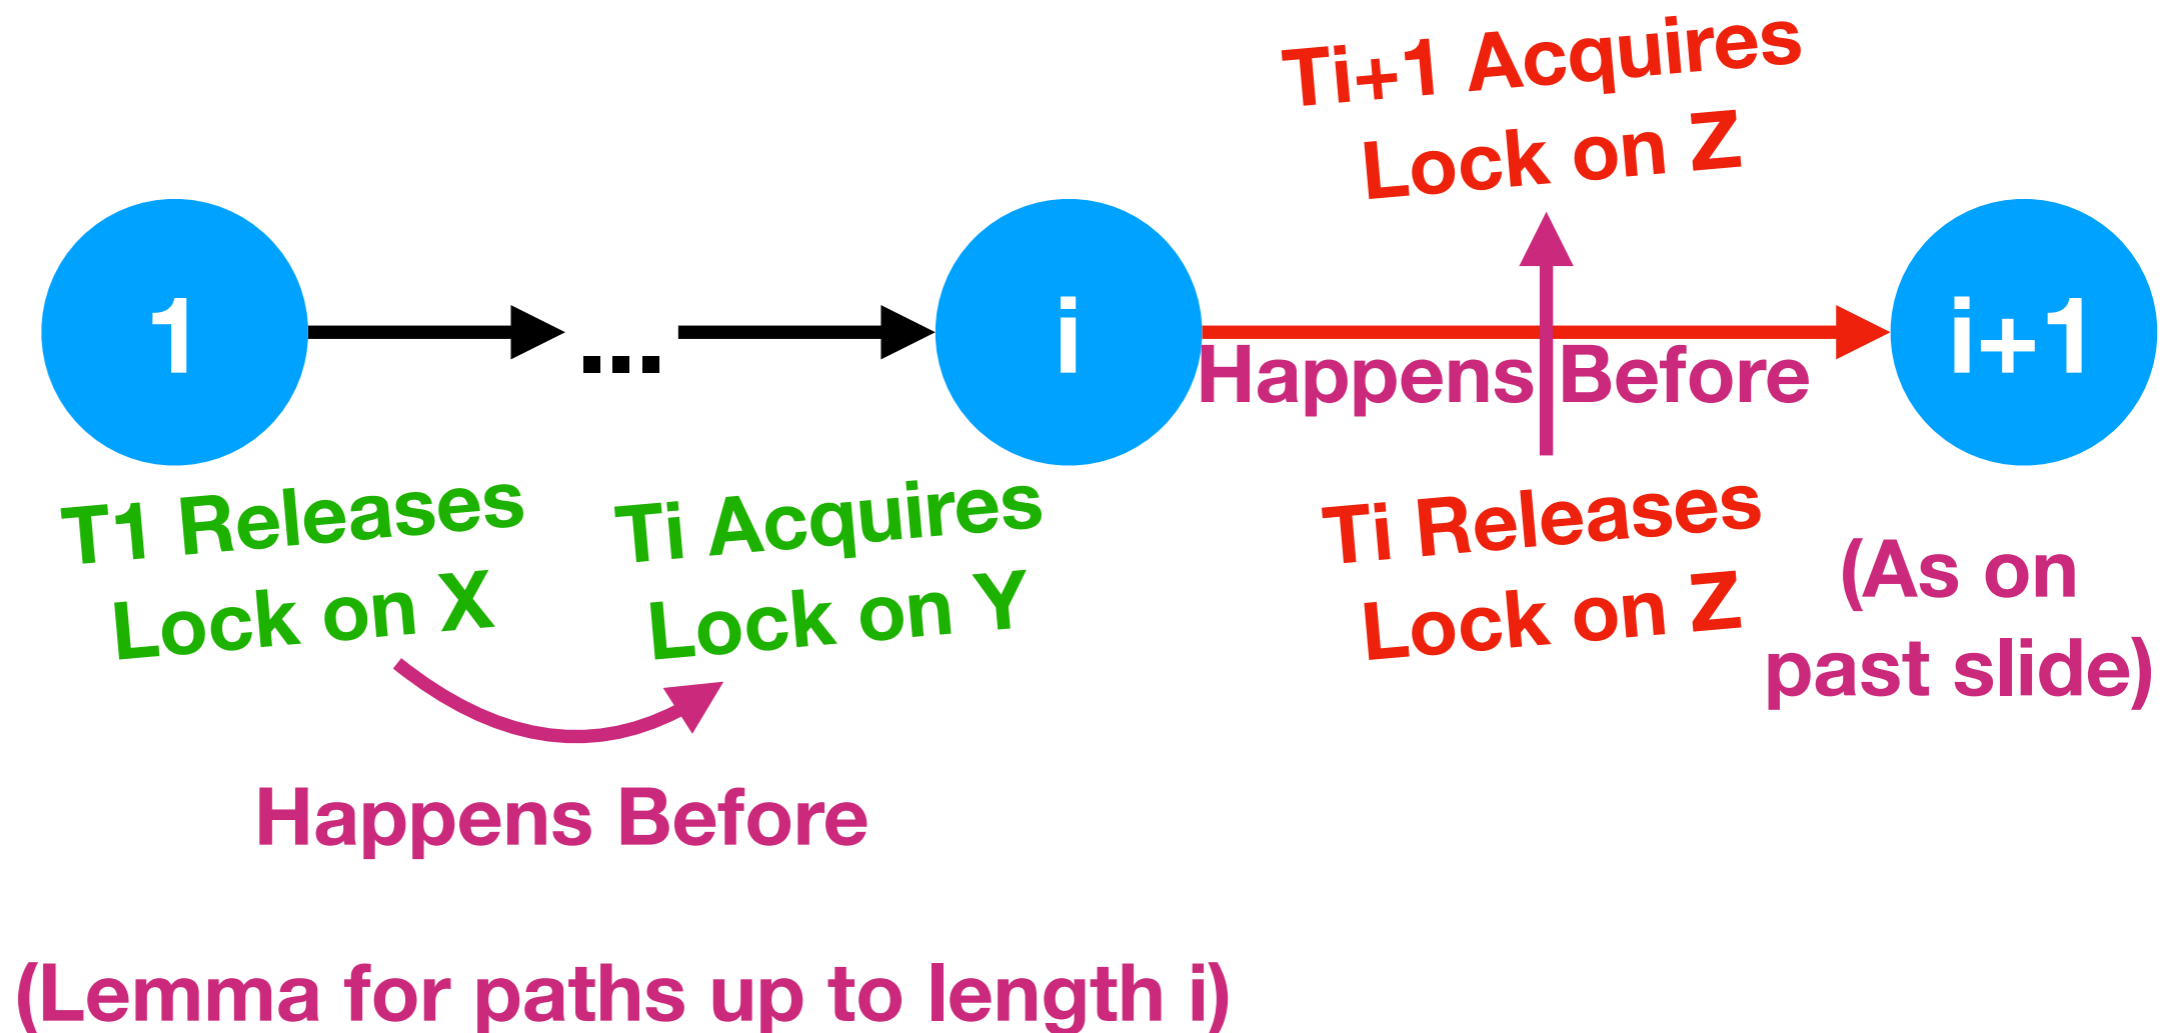 Ti+1 Acquires
Lock on Z
1
...
i
i+1
Happens Before
T1 Releases
Lock on X
Ti Acquires
Lock on Y
Ti Releases
Lock on Z
(As on
past slide)
Happens Before
(Lemma for paths up to length i)